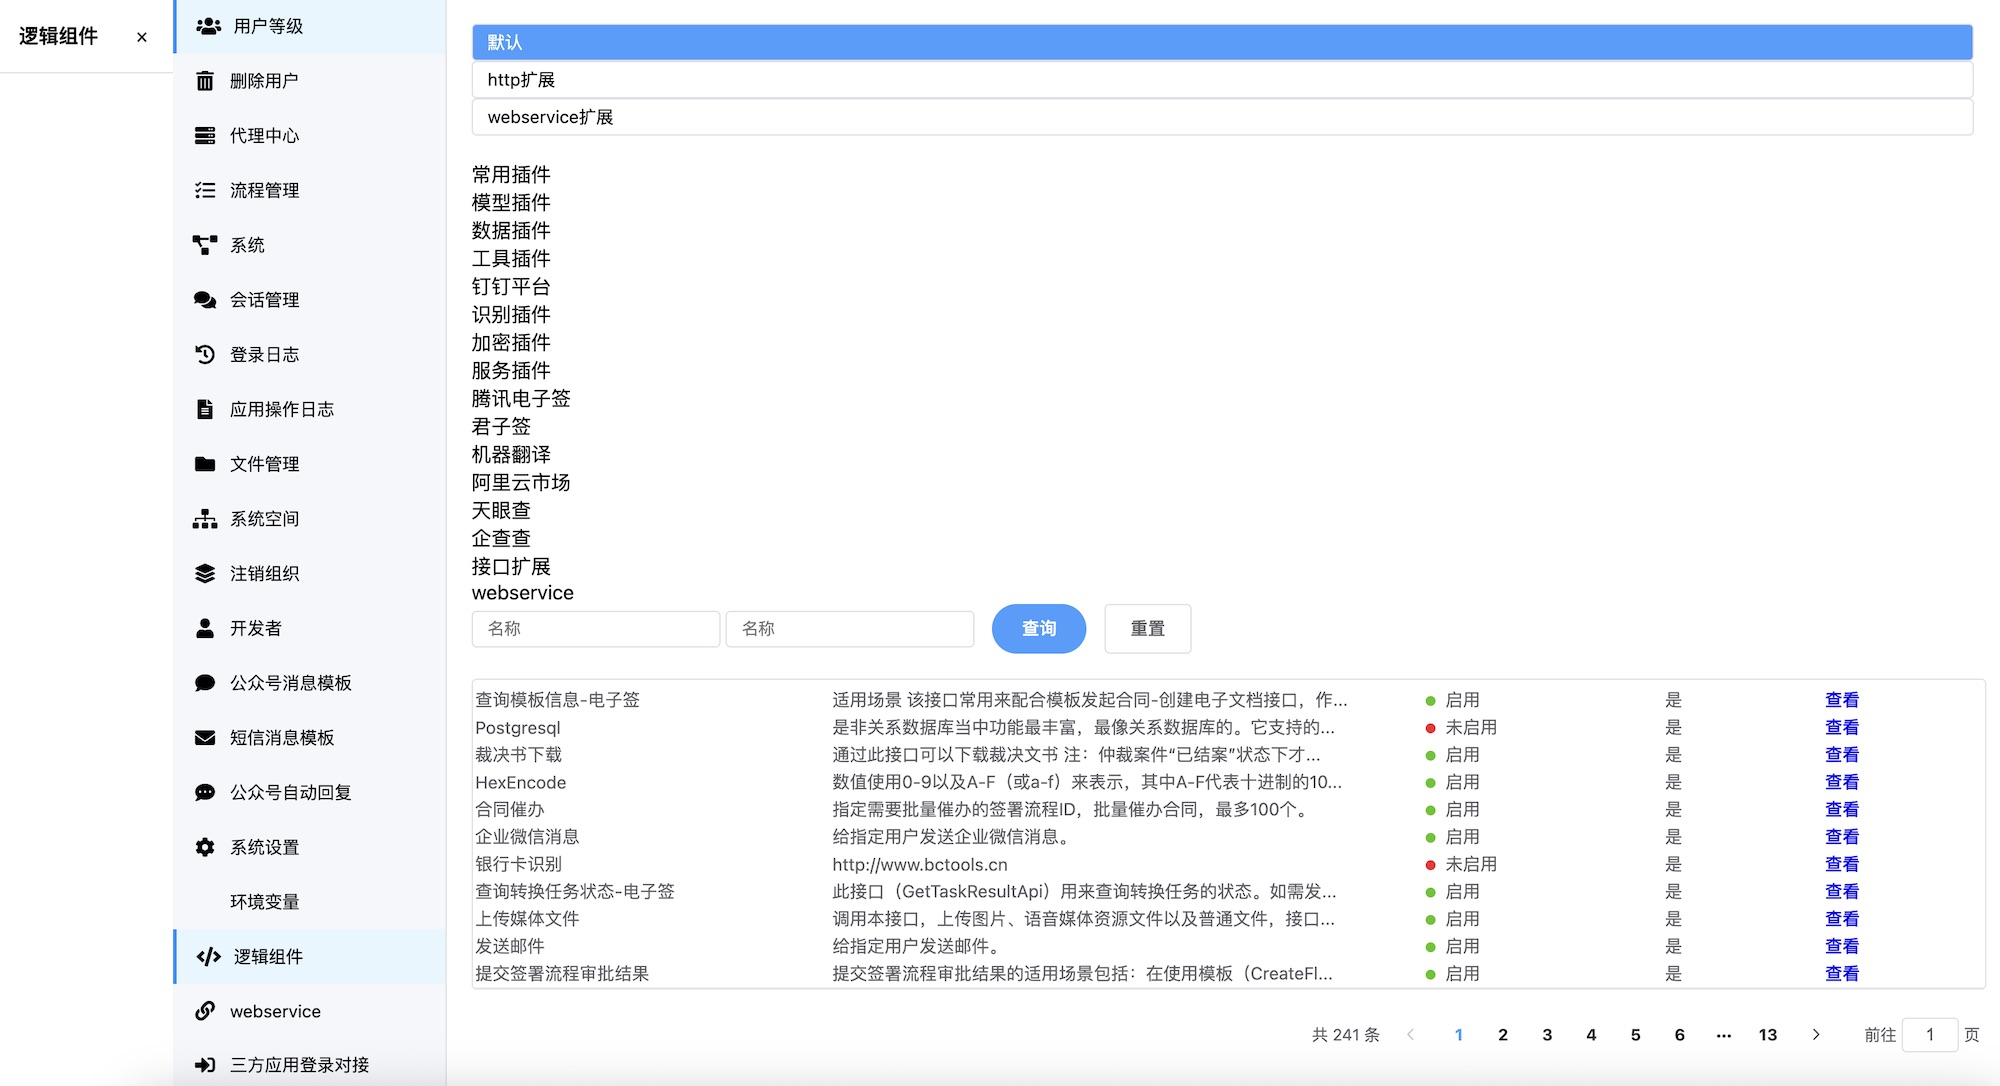 逻辑组件 ×
用户等级
删除用户
代理中心
流程管理
系统
会话管理
登录日志
应用操作日志
文件管理
系统空间
注销组织
开发者
公众号消息模板
短信消息模板
公众号自动回复
系统设置
环境变量
逻辑组件
webservice
三方应用登录对接
默认
http扩展
webservice扩展
常用插件
模型插件
数据插件
工具插件
钉钉平台
识别插件
加密插件
服务插件
腾讯电子签
君子签
机器翻译
阿里云市场
天眼查
企查查
接口扩展
webservice
名称 名称 查询 重置
查询模板信息-电子签 适用场景 该接口常用来配合模板发起合同-创建电子文档接口，作... 启用 是 查看
Postgresql 是非关系数据库当中功能最丰富，最像关系数据库的。它支持的... 未启用 是 查看
裁决书下载 通过此接口可以下载裁决文书 注：仲裁案件“已结案”状态下才... 启用 是 查看
HexEncode 数值使用0-9以及A-F（或a-f）来表示，其中A-F代表十进制的10... 启用 是 查看
合同催办 指定需要批量催办的签署流程ID，批量催办合同，最多100个。 启用 是 查看
企业微信消息 给指定用户发送企业微信消息。 启用 是 查看
银行卡识别 http://www.bctools.cn 未启用 是 查看
查询转换任务状态-电子签 此接口（GetTaskResultApi）用来查询转换任务的状态。如需发... 启用 是 查看
上传媒体文件 调用本接口，上传图片、语音媒体资源文件以及普通文件，接口... 启用 是 查看
发送邮件 给指定用户发送邮件。 启用 是 查看
提交签署流程审批结果 提交签署流程审批结果的适用场景包括：在使用模板（CreateFl... 启用 是 查看
共 241 条 1 2 3 4 5 6 ... 13 前往 1 页